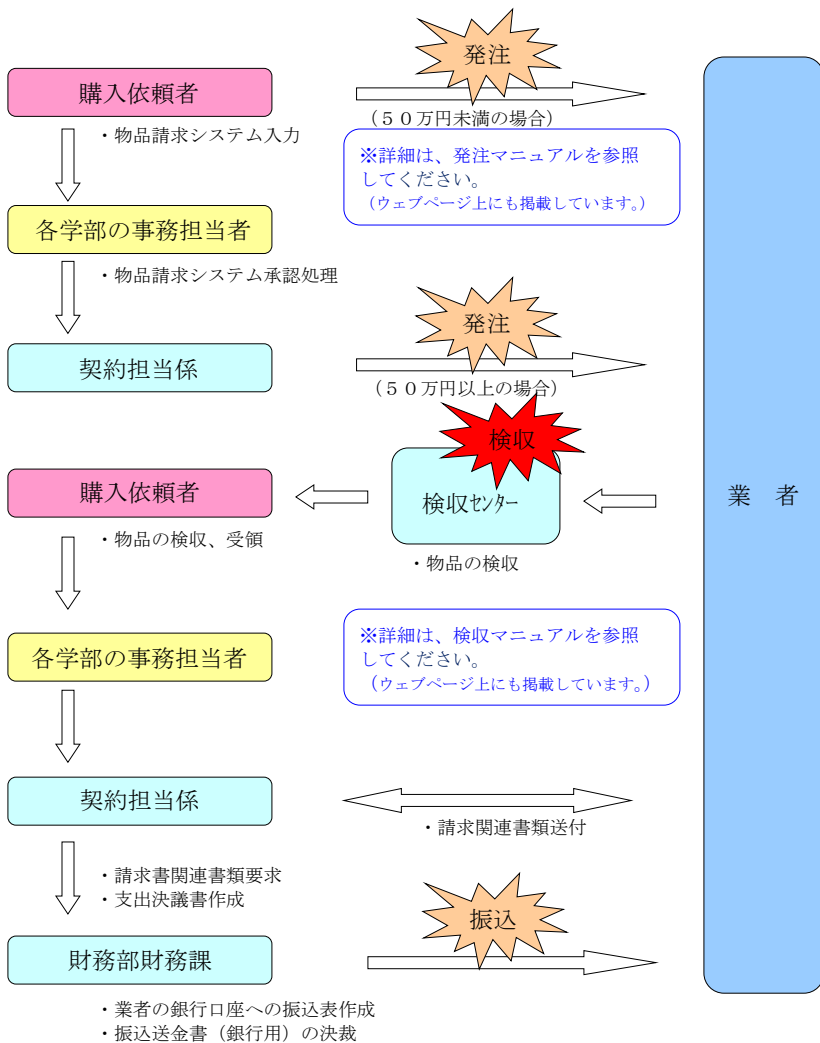 発注
購入依頼者
（５０万円未満の場合）
・物品請求システム入力
※詳細は、発注マニュアルを参照
してください。
（ウェブページ上にも掲載しています。）
各学部の事務担当者
・物品請求システム承認処理
発注
契約担当係
（５０万円以上の場合）
検収
購入依頼者
検収ｾﾝﾀｰ
業　者
・物品の検収、受領
・物品の検収
※詳細は、検収マニュアルを参照
してください。
（ウェブページ上にも掲載しています。）
各学部の事務担当者
契約担当係
・請求関連書類送付
・請求書関連書類要求
・支出決議書作成
振込
財務部財務課
・業者の銀行口座への振込表作成
・振込送金書（銀行用）の決裁